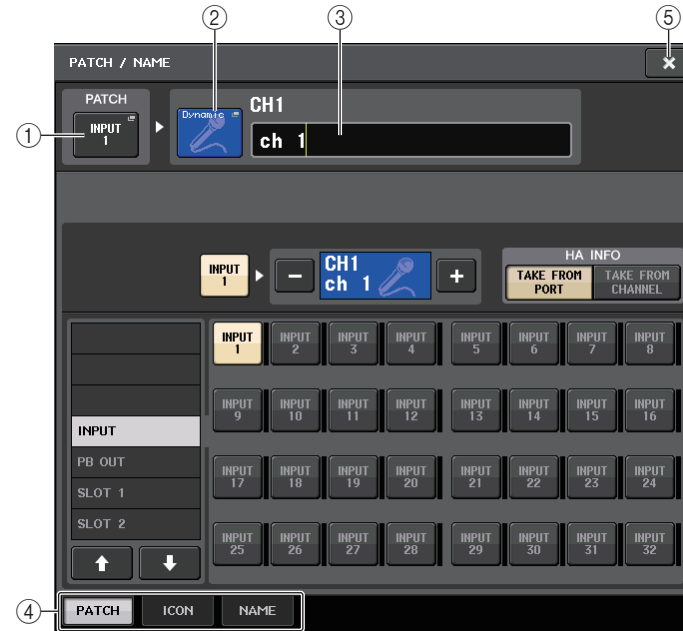 ② ③ ⑤
PATCH / NAME ×
PATCH
① INPUT 1
Dynamic
CH1
ch 1
INPUT 1
−
CH1
ch 1
+
HA INFO
TAKE FROM PORT
TAKE FROM CHANNEL
INPUT 1 INPUT 2 INPUT 3 INPUT 4 INPUT 5 INPUT 6 INPUT 7 INPUT 8
INPUT 9 INPUT 10 INPUT 11 INPUT 12 INPUT 13 INPUT 14 INPUT 15 INPUT 16
INPUT
PB OUT
SLOT 1
SLOT 2
INPUT 17 INPUT 18 INPUT 19 INPUT 20 INPUT 21 INPUT 22 INPUT 23 INPUT 24
INPUT 25 INPUT 26 INPUT 27 INPUT 28 INPUT 29 INPUT 30 INPUT 31 INPUT 32
④ PATCH ICON NAME